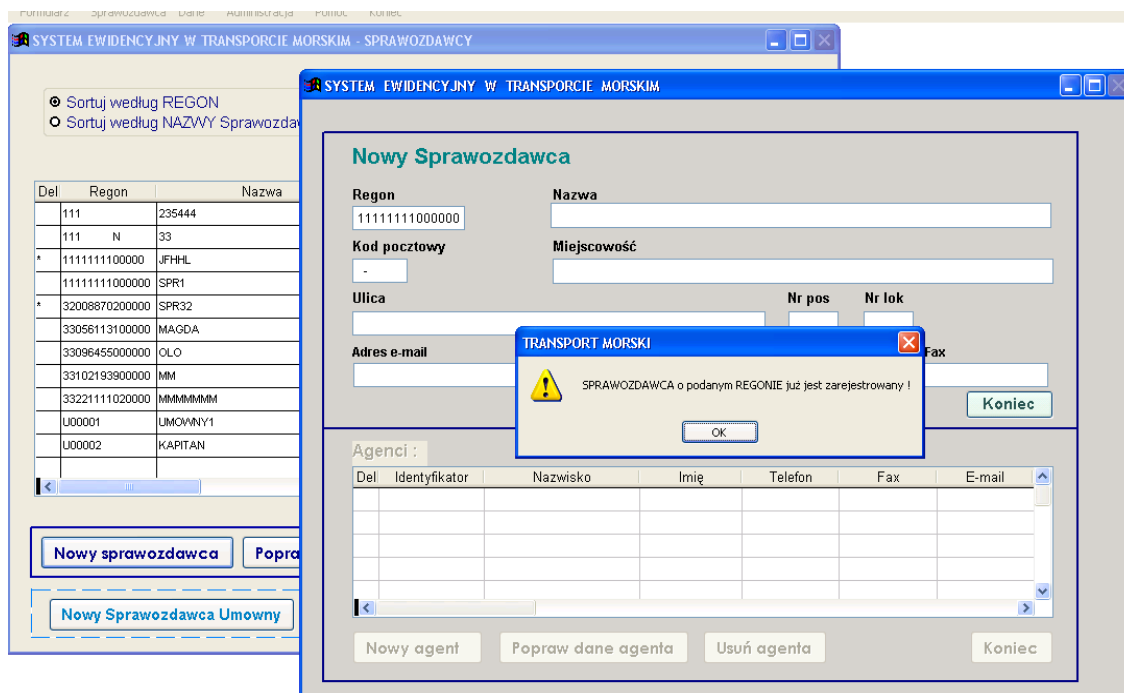 Formularz Sprawozdawca Dane Administracja Pomoc Koniec
SYSTEM EWIDENCYJNY W TRANSPORCIE MORSKIM - SPRAWOZDAWCY
Sortuj według REGON
Sortuj według NAZWY Sprawozdaw
Del Regon Nazwa
111 235444
111 N 33
* 1111111100000 JFHHL
11111111000000 SPR1
* 32008870200000 SPR32
33056113100000 MAGDA
33096455000000 OLO
33102193900000 MM
33221111020000 MMMMMMM
U00001 UMOWNY1
U00002 KAPITAN
Nowy sprawozdawca Popra
Nowy Sprawozdawca Umowny
SYSTEM EWIDENCYJNY W TRANSPORCIE MORSKIM
Nowy Sprawozdawca
Regon Nazwa
11111111000000
Kod pocztowy Miejscowość
-
Ulica Nr pos Nr lok
Adres e-mail Fax
TRANSPORT MORSKI
SPRAWOZDAWCA o podanym REGONIE już jest zarejestrowany !
OK
Koniec
Agenci :
Del Identyfikator Nazwisko Imię Telefon Fax E-mail
Nowy agent Popraw dane agenta Usuń agenta Koniec